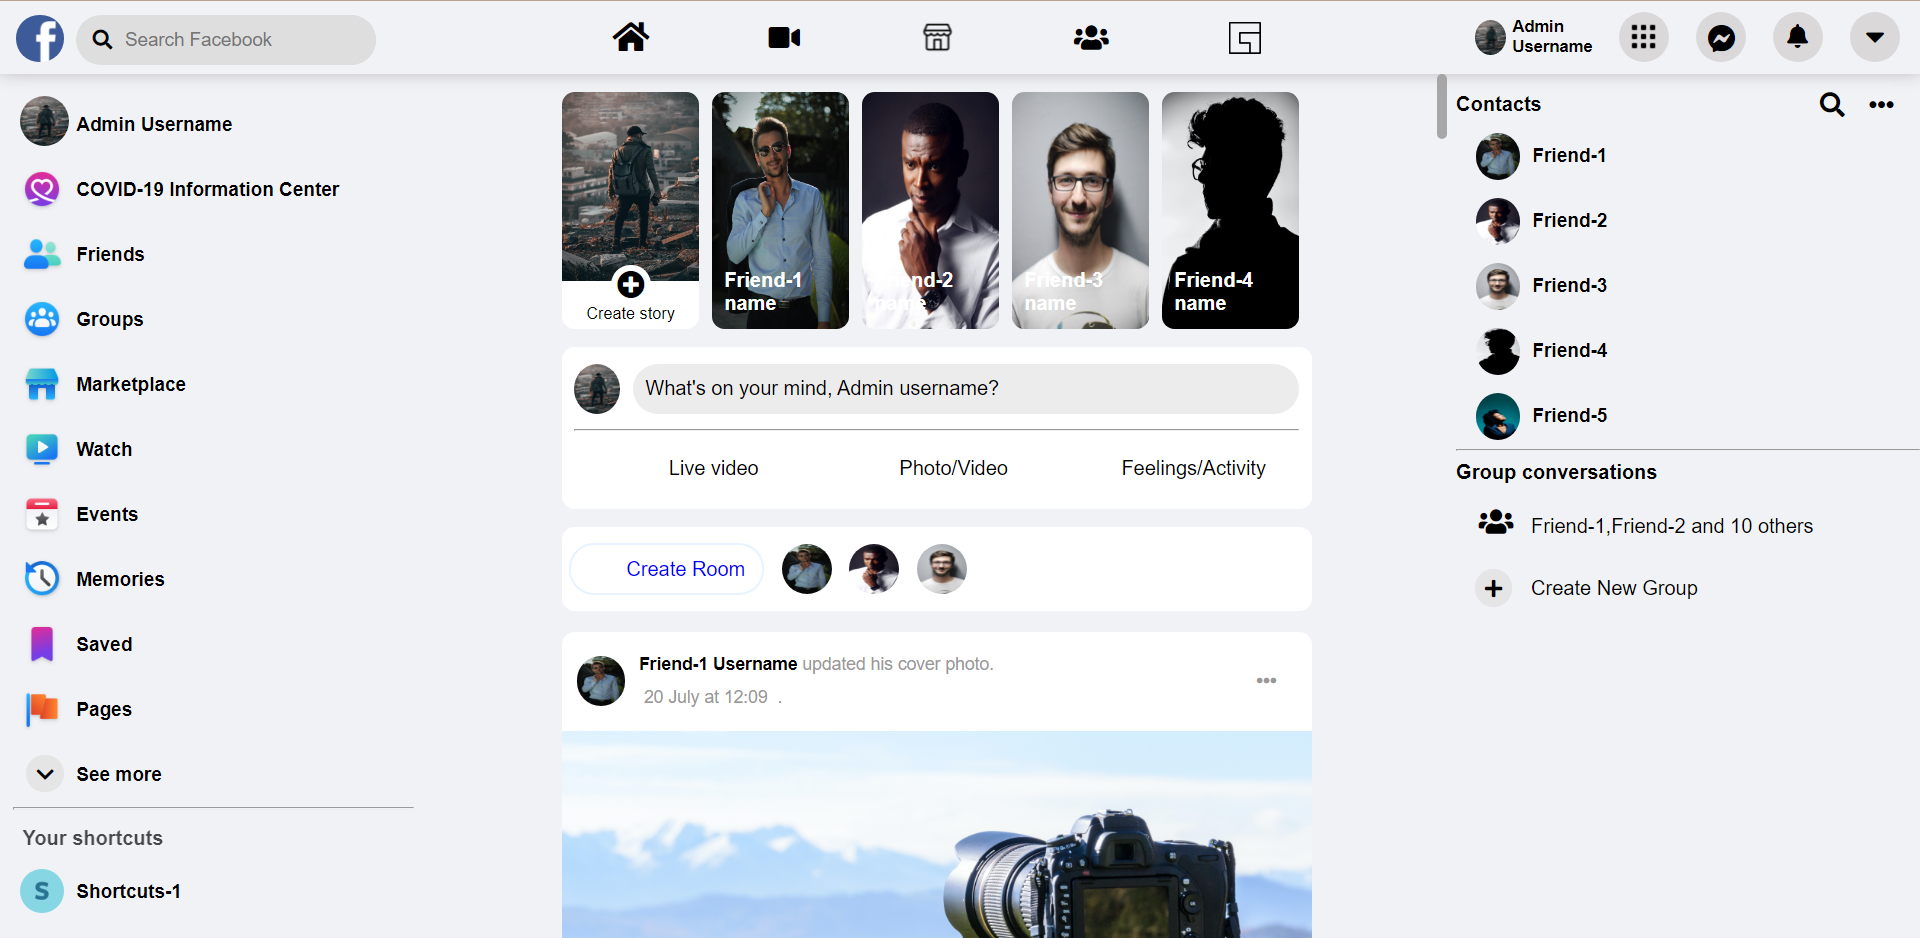 Search Facebook
Admin
Username
Admin Username
COVID-19 Information Center
Friends
Groups
Marketplace
Watch
Events
Memories
Saved
Pages
See more
Your shortcuts
S
Shortcuts-1
Create story
Friend-1
name
Friend-2
name
Friend-3
name
Friend-4
name
What's on your mind, Admin username?
Live video
Photo/Video
Feelings/Activity
Create Room
Friend-1 Username updated his cover photo.
20 July at 12:09 .
Contacts
Friend-1
Friend-2
Friend-3
Friend-4
Friend-5
Group conversations
Friend-1,Friend-2 and 10 others
Create New Group